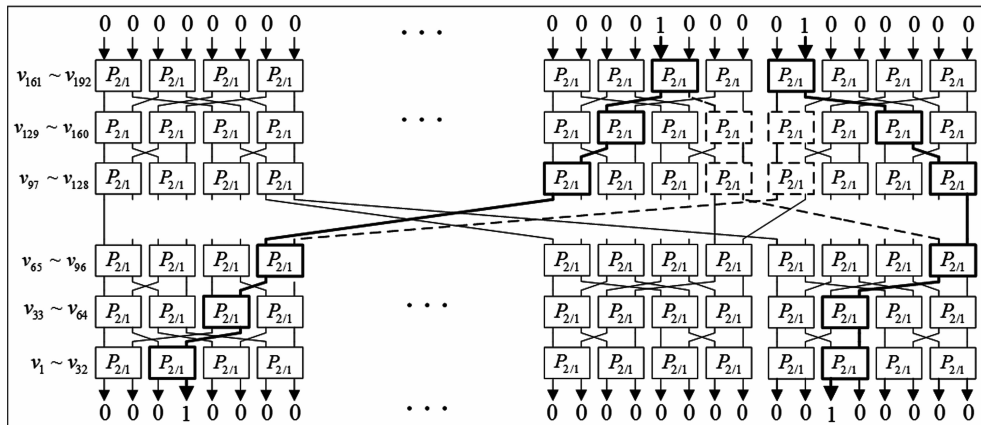 0 0 0 0 0 0 0 0 · · · 0 0 0 0 1 0 0 0 0 1 0 0 0 0 0 0
v₁₆₁ ~ v₁₉₂ P₂/₁ P₂/₁ P₂/₁ P₂/₁ P₂/₁ P₂/₁ P₂/₁ P₂/₁ P₂/₁ P₂/₁ P₂/₁ P₂/₁
v₁₂₉ ~ v₁₆₀ P₂/₁ P₂/₁ P₂/₁ P₂/₁ · · · P₂/₁ P₂/₁ P₂/₁ P₂/₁ P₂/₁ P₂/₁ P₂/₁ P₂/₁
v₉₇ ~ v₁₂₈ P₂/₁ P₂/₁ P₂/₁ P₂/₁ P₂/₁ P₂/₁ P₂/₁ P₂/₁ P₂/₁ P₂/₁ P₂/₁ P₂/₁
v₆₅ ~ v₉₆ P₂/₁ P₂/₁ P₂/₁ P₂/₁ P₂/₁ P₂/₁ P₂/₁ P₂/₁ P₂/₁ P₂/₁ P₂/₁ P₂/₁
v₃₃ ~ v₆₄ P₂/₁ P₂/₁ P₂/₁ P₂/₁ · · · P₂/₁ P₂/₁ P₂/₁ P₂/₁ P₂/₁ P₂/₁ P₂/₁ P₂/₁
v₁ ~ v₃₂ P₂/₁ P₂/₁ P₂/₁ P₂/₁ P₂/₁ P₂/₁ P₂/₁ P₂/₁ P₂/₁ P₂/₁ P₂/₁ P₂/₁
0 0 0 1 0 0 0 0 · · · 0 0 0 0 0 0 0 0 0 0 1 0 0 0 0 0